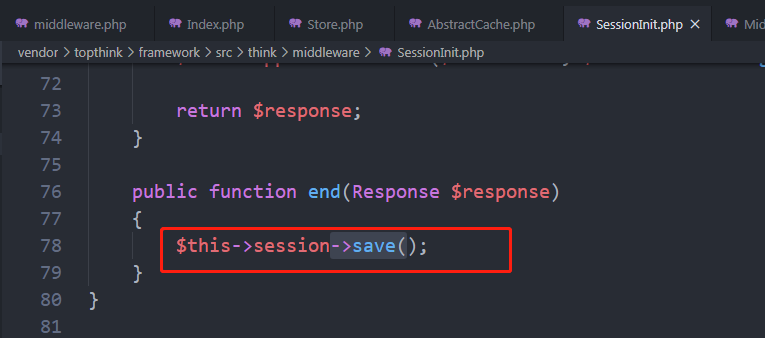 middleware.php Index.php Store.php AbstractCache.php SessionInit.php × Mid
vendor > topthink > framework > src > think > middleware > SessionInit.php
72
73 return $response;
74 }
75
76 public function end(Response $response)
77 {
78 $this->session->save();
79 }
80 }
81